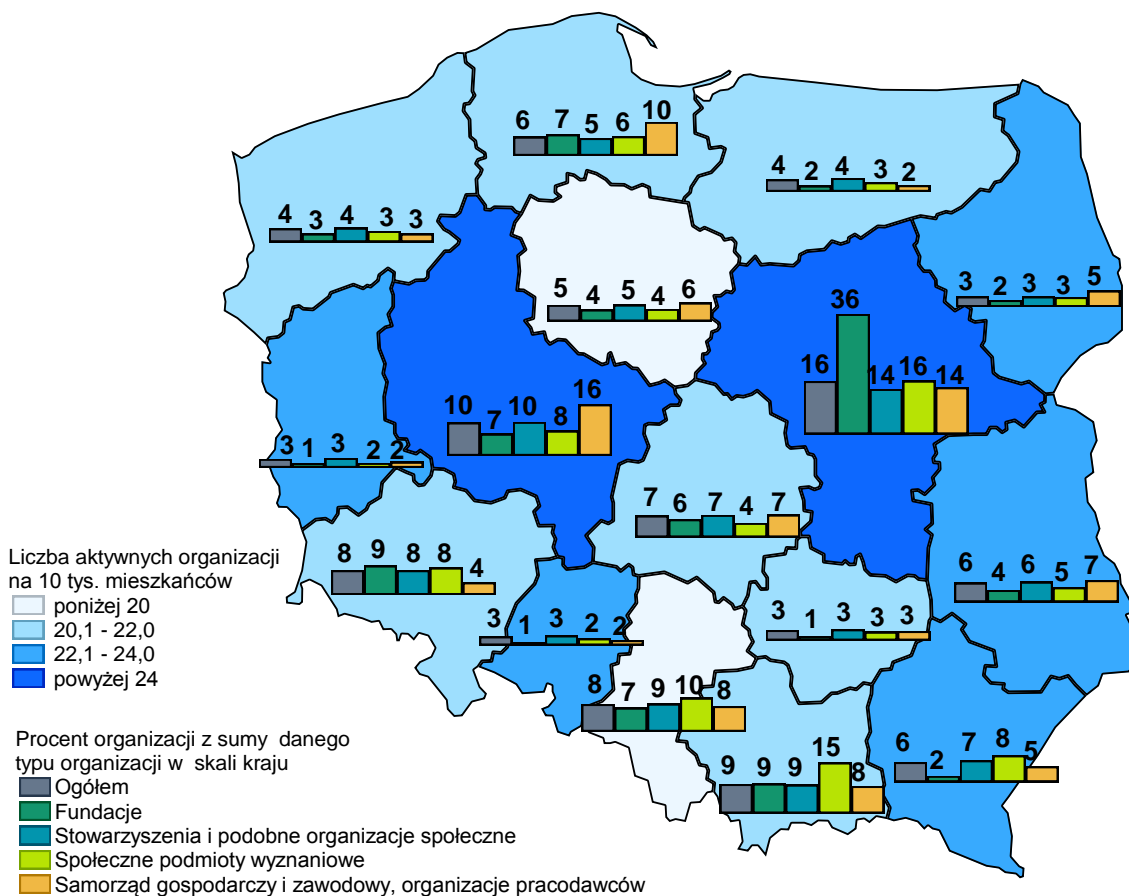 6 7 5 6 10
4 2 4 3 2
4 3 4 3 3
5 4 5 4 6
3 2 3 3 5
16 36 14 16 14
10 7 10 8 16
3 1 3 2 2
7 6 7 4 7
8 9 8 8 4
6 4 6 5 7
3 1 3 2 2
3 1 3 3 3
8 7 9 10 8
9 9 9 15 8
6 2 7 8 5
Liczba aktywnych organizacji
na 10 tys. mieszkańców
poniżej 20
20,1 - 22,0
22,1 - 24,0
powyżej 24
Procent organizacji z sumy danego
typu organizacji w skali kraju
Ogółem
Fundacje
Stowarzyszenia i podobne organizacje społeczne
Społeczne podmioty wyznaniowe
Samorząd gospodarczy i zawodowy, organizacje pracodawców